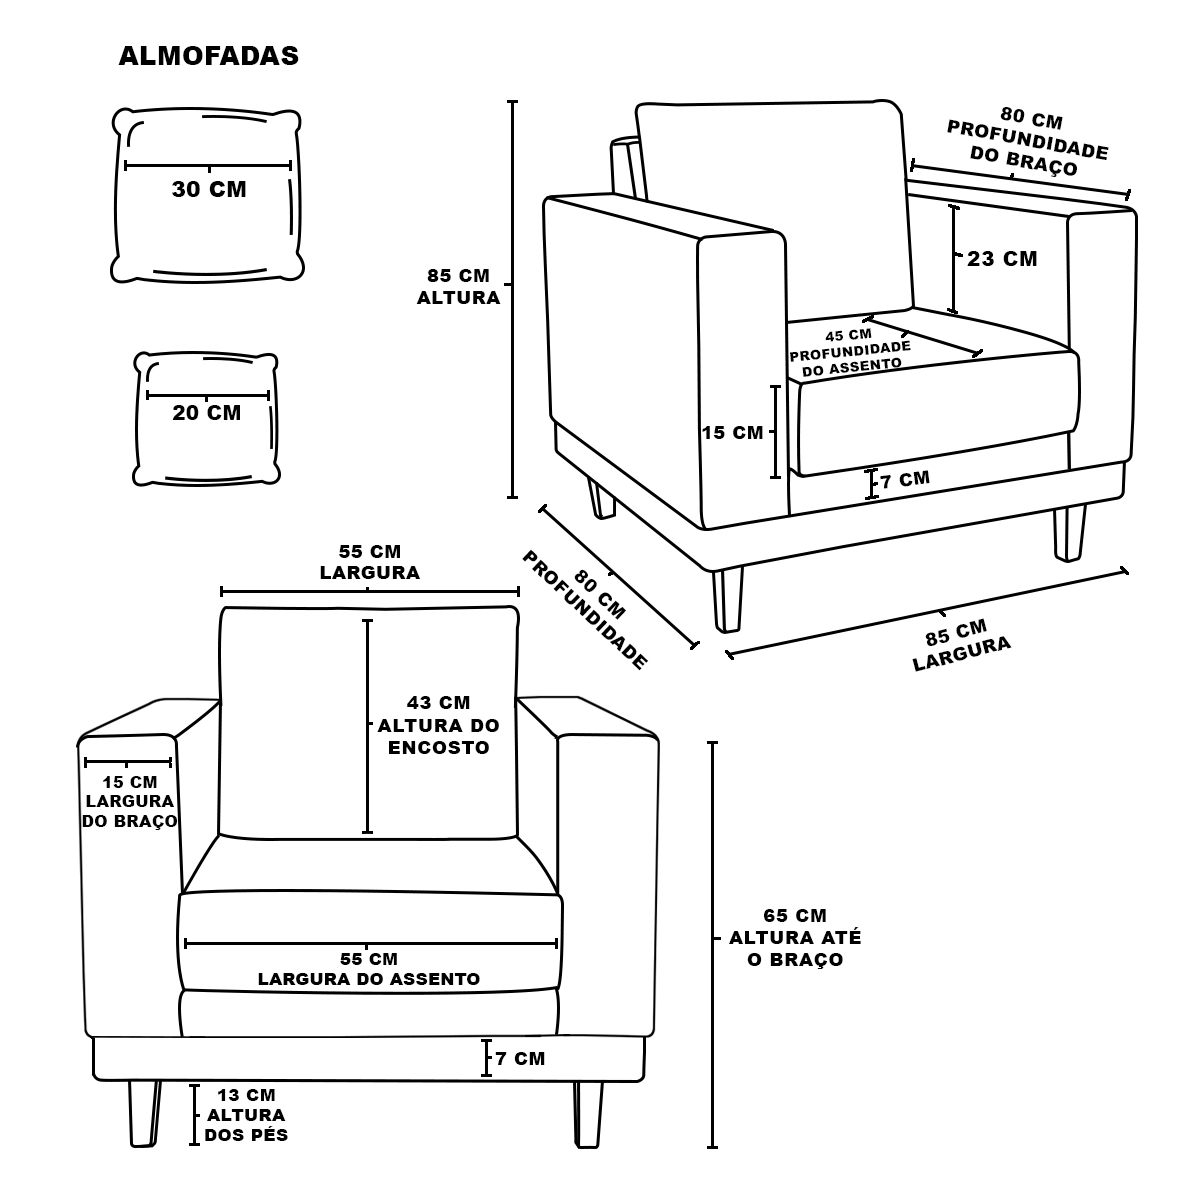 ALMOFADAS
30 CM
20 CM
85 CM
ALTURA
80 CM
PROFUNDIDADE
DO BRAÇO
23 CM
45 CM
PROFUNDIDADE
DO ASSENTO
15 CM
7 CM
80 CM
PROFUNDIDADE
85 CM
LARGURA
55 CM
LARGURA
43 CM
ALTURA DO
ENCOSTO
15 CM
LARGURA
DO BRAÇO
55 CM
LARGURA DO ASSENTO
7 CM
13 CM
ALTURA
DOS PÉS
65 CM
ALTURA ATÉ
O BRAÇO